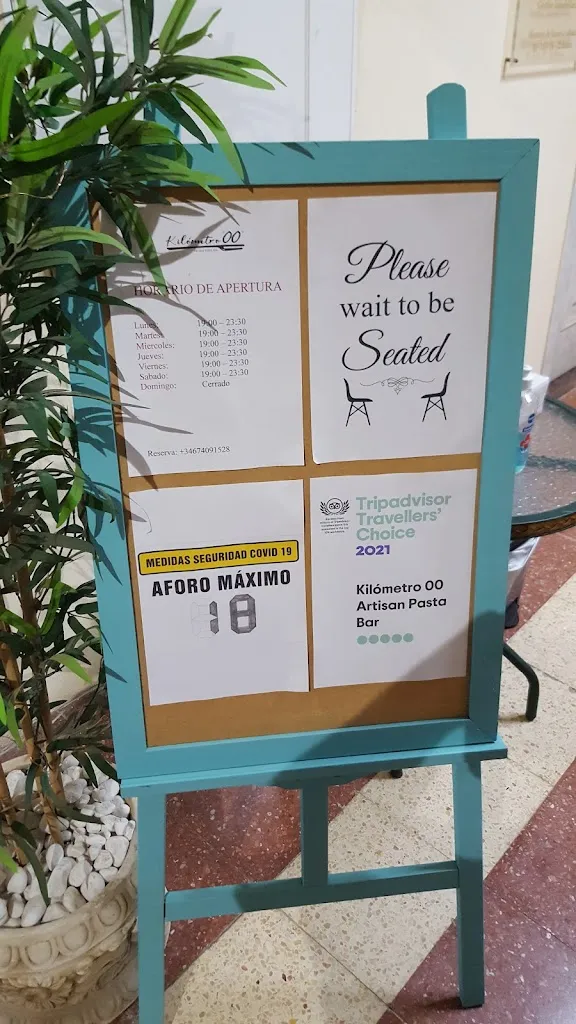 Kilómetro 00
HORARIO DE APERTURA
Lunes: 19:00 – 23:30
Martes: 19:00 – 23:30
Miercoles: 19:00 – 23:30
Jueves: 19:00 – 23:30
Viernes: 19:00 – 23:30
Sabado: 19:00 – 23:30
Domingo: Cerrado
Reserva: +34674091528
Please
wait to be
Seated
MEDIDAS SEGURIDAD COVID 19
AFORO MÁXIMO
18
Tripadvisor
Travellers'
Choice
2021
Kilómetro 00
Artisan Pasta
Bar